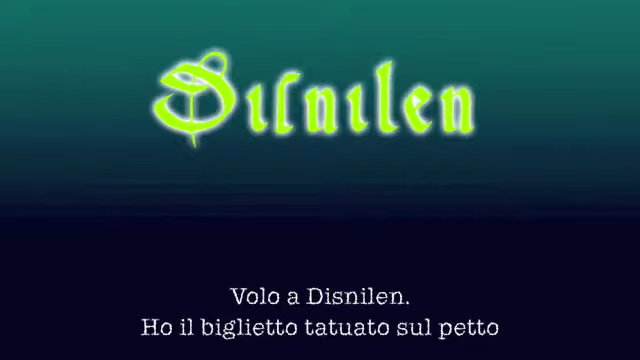 Diſnilen
Volo a Disnilen.
Ho il biglietto tatuato sul petto